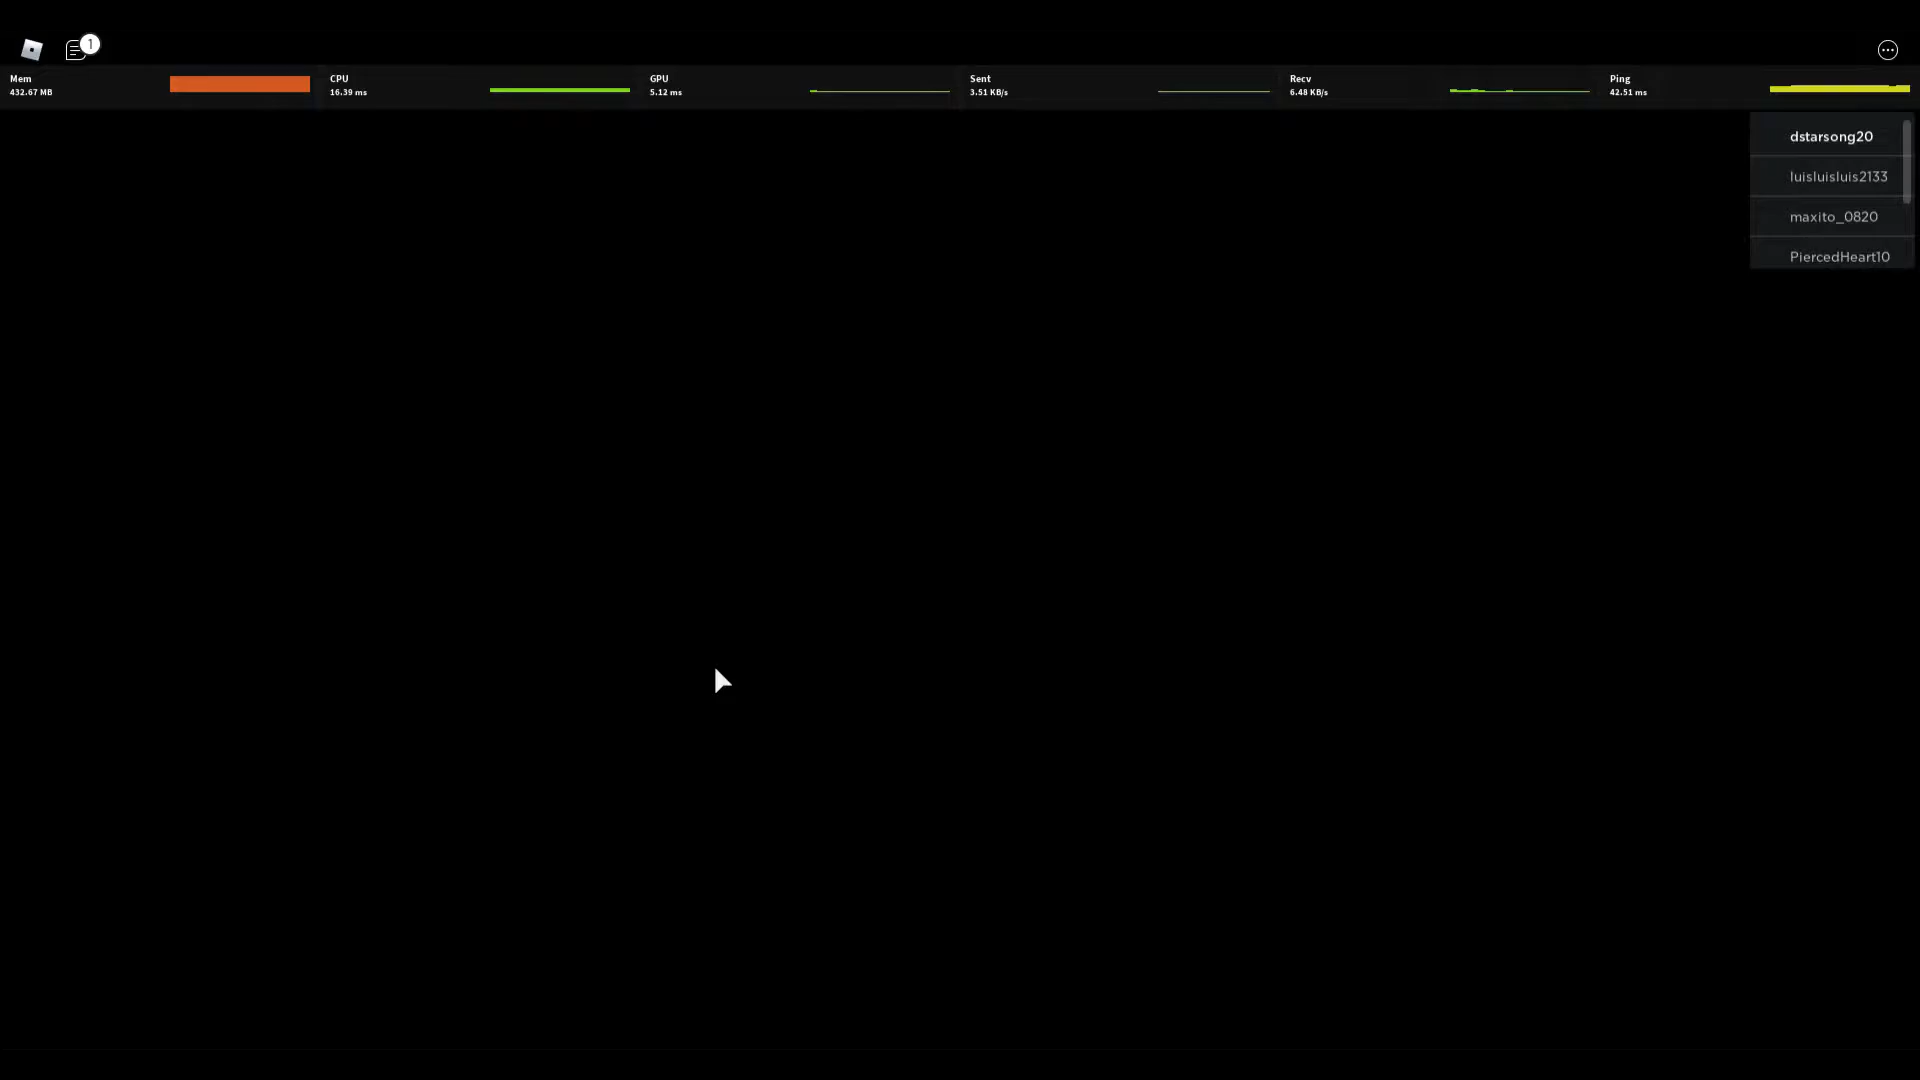 1
Mem
432.67 MB
CPU
16.39 ms
GPU
5.12 ms
Sent
3.51 KB/s
Recv
6.48 KB/s
Ping
42.51 ms
dstarsong20
luisluisluis2133
maxito_0820
PiercedHeart10